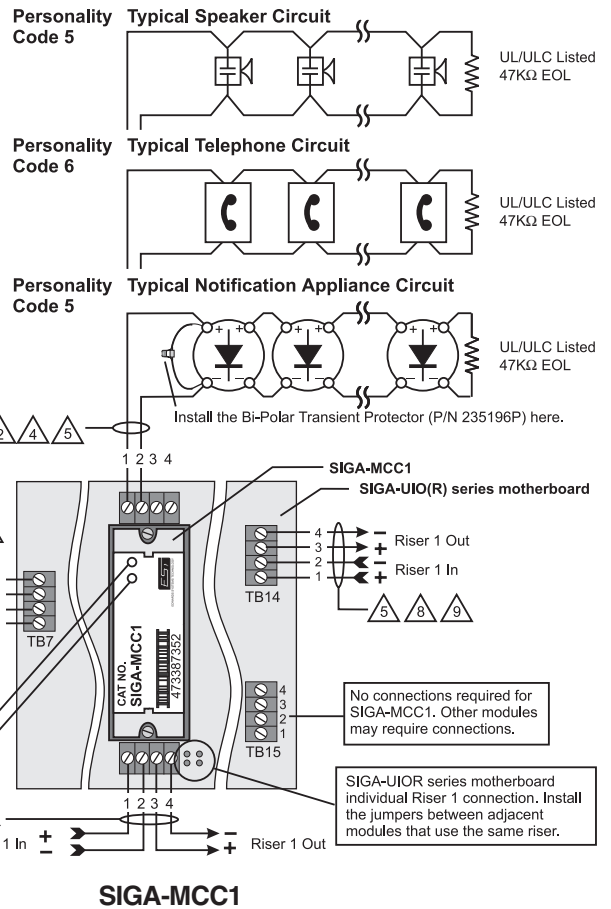 Personality Typical Speaker Circuit
Code 5
UL/ULC Listed
47KΩ EOL
Personality Typical Telephone Circuit
Code 6
UL/ULC Listed
47KΩ EOL
Personality Typical Notification Appliance Circuit
Code 5
+ + + + +
− − − −
UL/ULC Listed
47KΩ EOL
Install the Bi-Polar Transient Protector (P/N 235196P) here.
2 4 5
1 2 3 4
SIGA-MCC1
SIGA-UIO(R) series motherboard
4 −
3 + Riser 1 Out
2 −
1 + Riser 1 In
TB14
5 8 9
TB7
EST
CAT NO.
SIGA-MCC1
473387352
4
3
2
1
TB15
No connections required for
SIGA-MCC1. Other modules
may require connections.
SIGA-UIOR series motherboard
individual Riser 1 connection. Install
the jumpers between adjacent
modules that use the same riser.
1 2 3 4
1 In + −
− + Riser 1 Out
SIGA-MCC1